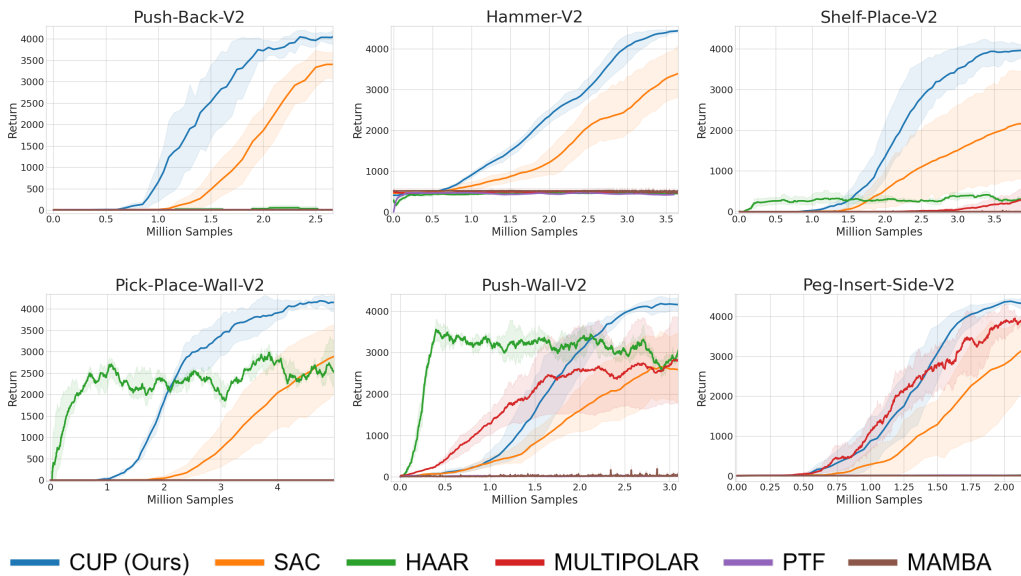 Push-Back-V2
Hammer-V2
Shelf-Place-V2
Return
4000
3500
3000
2500
2000
1500
1000
500
0
0.0 0.5 1.0 1.5 2.0 2.5
Million Samples
Return
4000
3000
2000
1000
0
0.0 0.5 1.0 1.5 2.0 2.5 3.0 3.5
Million Samples
Return
4000
3000
2000
1000
0
0.0 0.5 1.0 1.5 2.0 2.5 3.0 3.5
Million Samples
Pick-Place-Wall-V2
Push-Wall-V2
Peg-Insert-Side-V2
Return
4000
3500
3000
2500
2000
1500
1000
500
0
0 1 2 3 4
Million Samples
Return
4000
3000
2000
1000
0
0.0 0.5 1.0 1.5 2.0 2.5 3.0
Million Samples
Return
4000
3000
2000
1000
0
0.00 0.25 0.50 0.75 1.00 1.25 1.50 1.75 2.00
Million Samples
CUP (Ours) SAC HAAR MULTIPOLAR PTF MAMBA